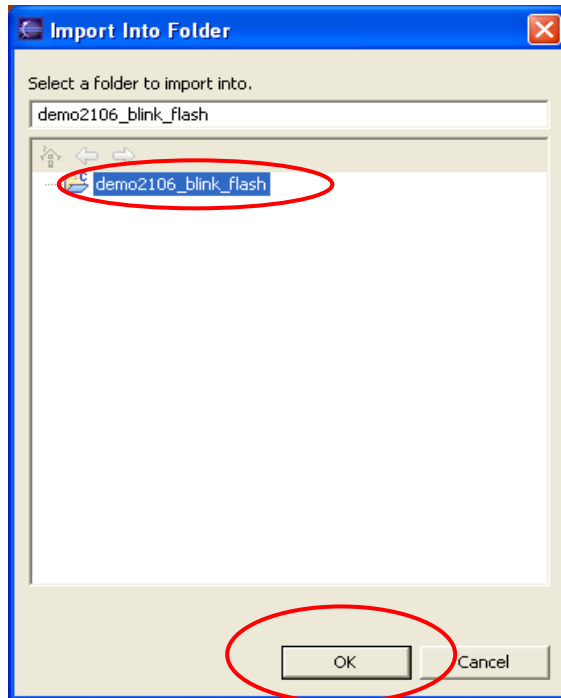 Import Into Folder
Select a folder to import into.
demo2106_blink_flash
demo2106_blink_flash
OK
Cancel